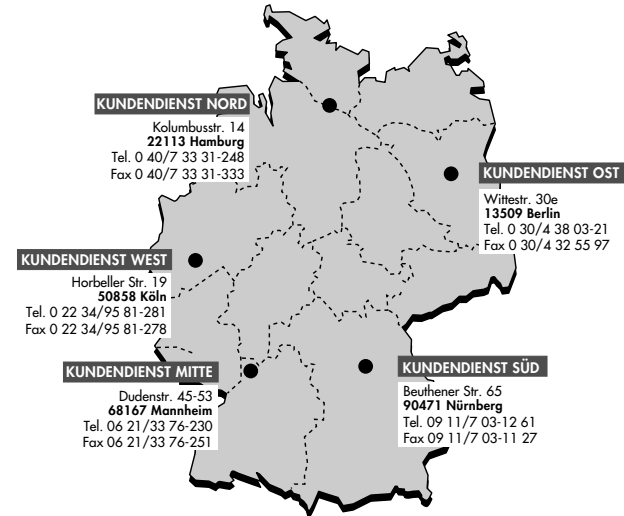 KUNDENDIENST NORD
Kolumbusstr. 14
22113 Hamburg
Tel. 0 40/7 33 31-248
Fax 0 40/7 33 31-333
KUNDENDIENST OST
Wittestr. 30e
13509 Berlin
Tel. 0 30/4 38 03-21
Fax 0 30/4 32 55 97
KUNDENDIENST WEST
Horbeller Str. 19
50858 Köln
Tel. 0 22 34/95 81-281
Fax 0 22 34/95 81-278
KUNDENDIENST MITTE
Dudenstr. 45-53
68167 Mannheim
Tel. 06 21/33 76-230
Fax 06 21/33 76-251
KUNDENDIENST SÜD
Beuthener Str. 65
90471 Nürnberg
Tel. 09 11/7 03-12 61
Fax 09 11/7 03-11 27